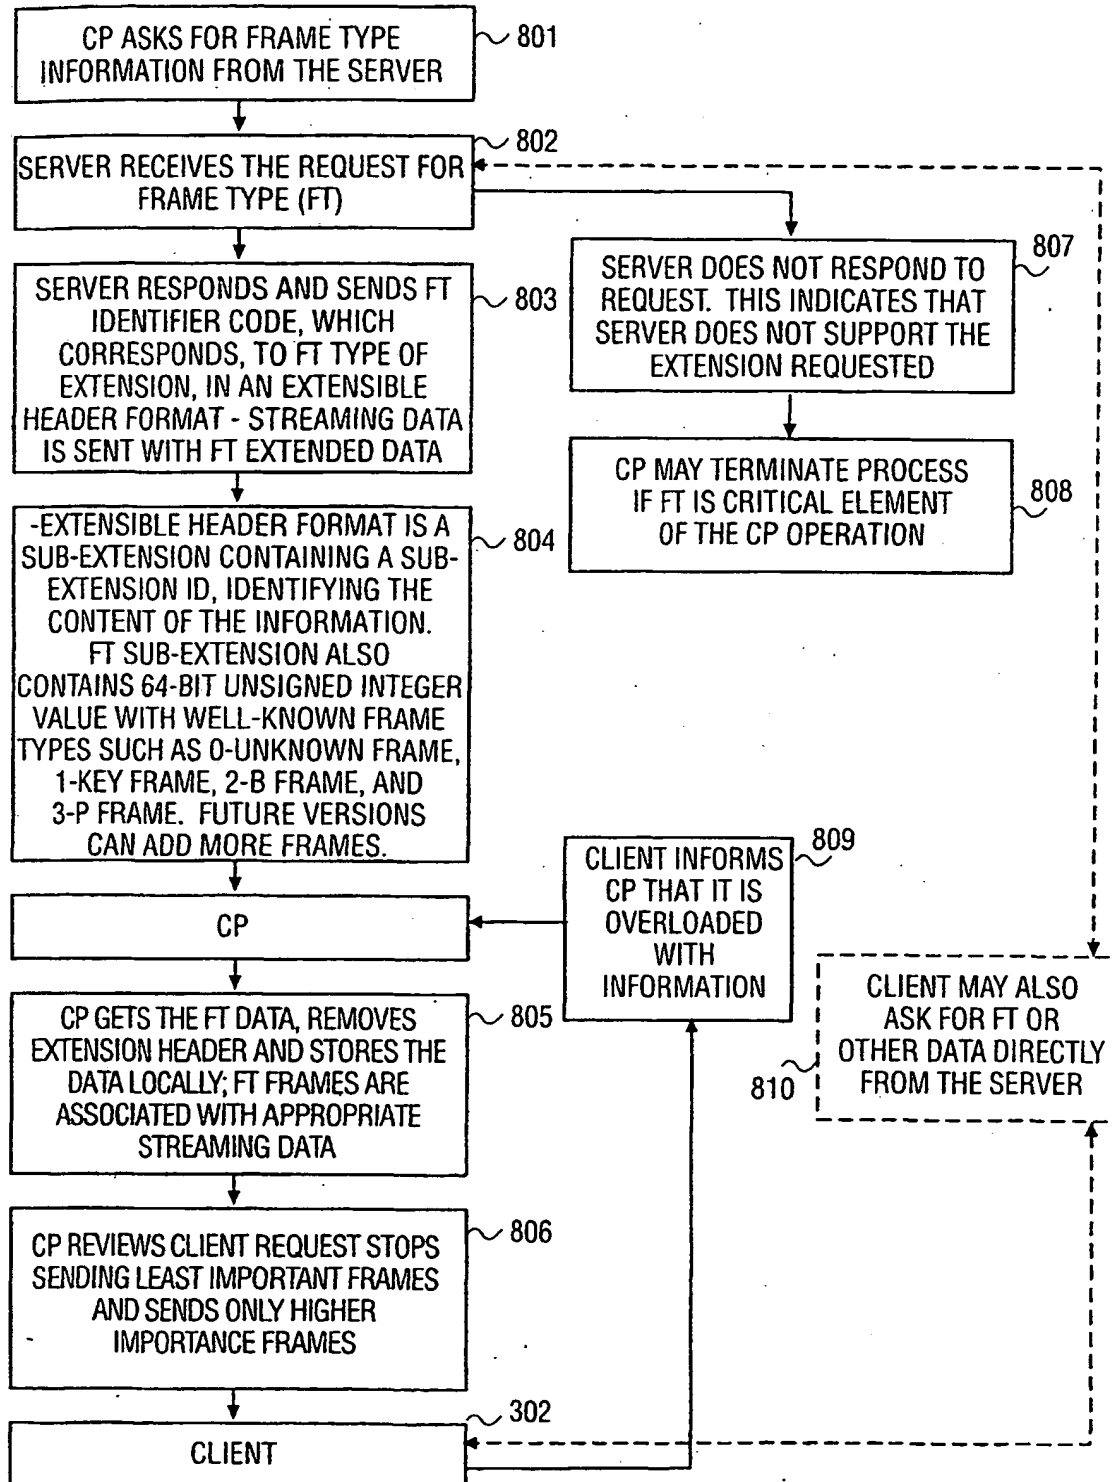 CP ASKS FOR FRAME TYPE
INFORMATION FROM THE SERVER
801
802
SERVER RECEIVES THE REQUEST FOR
FRAME TYPE (FT)
SERVER RESPONDS AND SENDS FT
IDENTIFIER CODE, WHICH
CORRESPONDS, TO FT TYPE OF
EXTENSION, IN AN EXTENSIBLE
HEADER FORMAT - STREAMING DATA
IS SENT WITH FT EXTENDED DATA
803
SERVER DOES NOT RESPOND TO
REQUEST. THIS INDICATES THAT
SERVER DOES NOT SUPPORT THE
EXTENSION REQUESTED
807
CP MAY TERMINATE PROCESS
IF FT IS CRITICAL ELEMENT
OF THE CP OPERATION
808
-EXTENSIBLE HEADER FORMAT IS A
SUB-EXTENSION CONTAINING A SUB-
EXTENSION ID, IDENTIFYING THE
CONTENT OF THE INFORMATION.
FT SUB-EXTENSION ALSO
CONTAINS 64-BIT UNSIGNED INTEGER
VALUE WITH WELL-KNOWN FRAME
TYPES SUCH AS 0-UNKNOWN FRAME,
1-KEY FRAME, 2-B FRAME, AND
3-P FRAME. FUTURE VERSIONS
CAN ADD MORE FRAMES.
804
CP
CLIENT INFORMS
CP THAT IT IS
OVERLOADED
WITH
INFORMATION
809
CLIENT MAY ALSO
ASK FOR FT OR
OTHER DATA DIRECTLY
FROM THE SERVER
810
CP GETS THE FT DATA, REMOVES
EXTENSION HEADER AND STORES THE
DATA LOCALLY; FT FRAMES ARE
ASSOCIATED WITH APPROPRIATE
STREAMING DATA
805
CP REVIEWS CLIENT REQUEST STOPS
SENDING LEAST IMPORTANT FRAMES
AND SENDS ONLY HIGHER
IMPORTANCE FRAMES
806
302
CLIENT